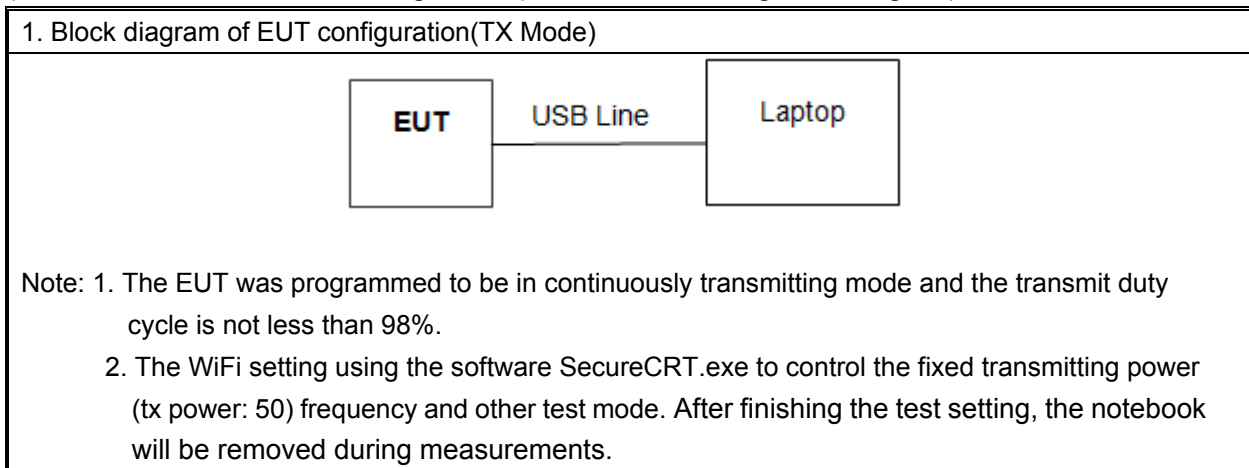 1. Block diagram of EUT configuration(TX Mode)
EUT
USB Line
Laptop
Note: 1. The EUT was programmed to be in continuously transmitting mode and the transmit duty
cycle is not less than 98%.
2. The WiFi setting using the software SecureCRT.exe to control the fixed transmitting power
(tx power: 50) frequency and other test mode. After finishing the test setting, the notebook
will be removed during measurements.